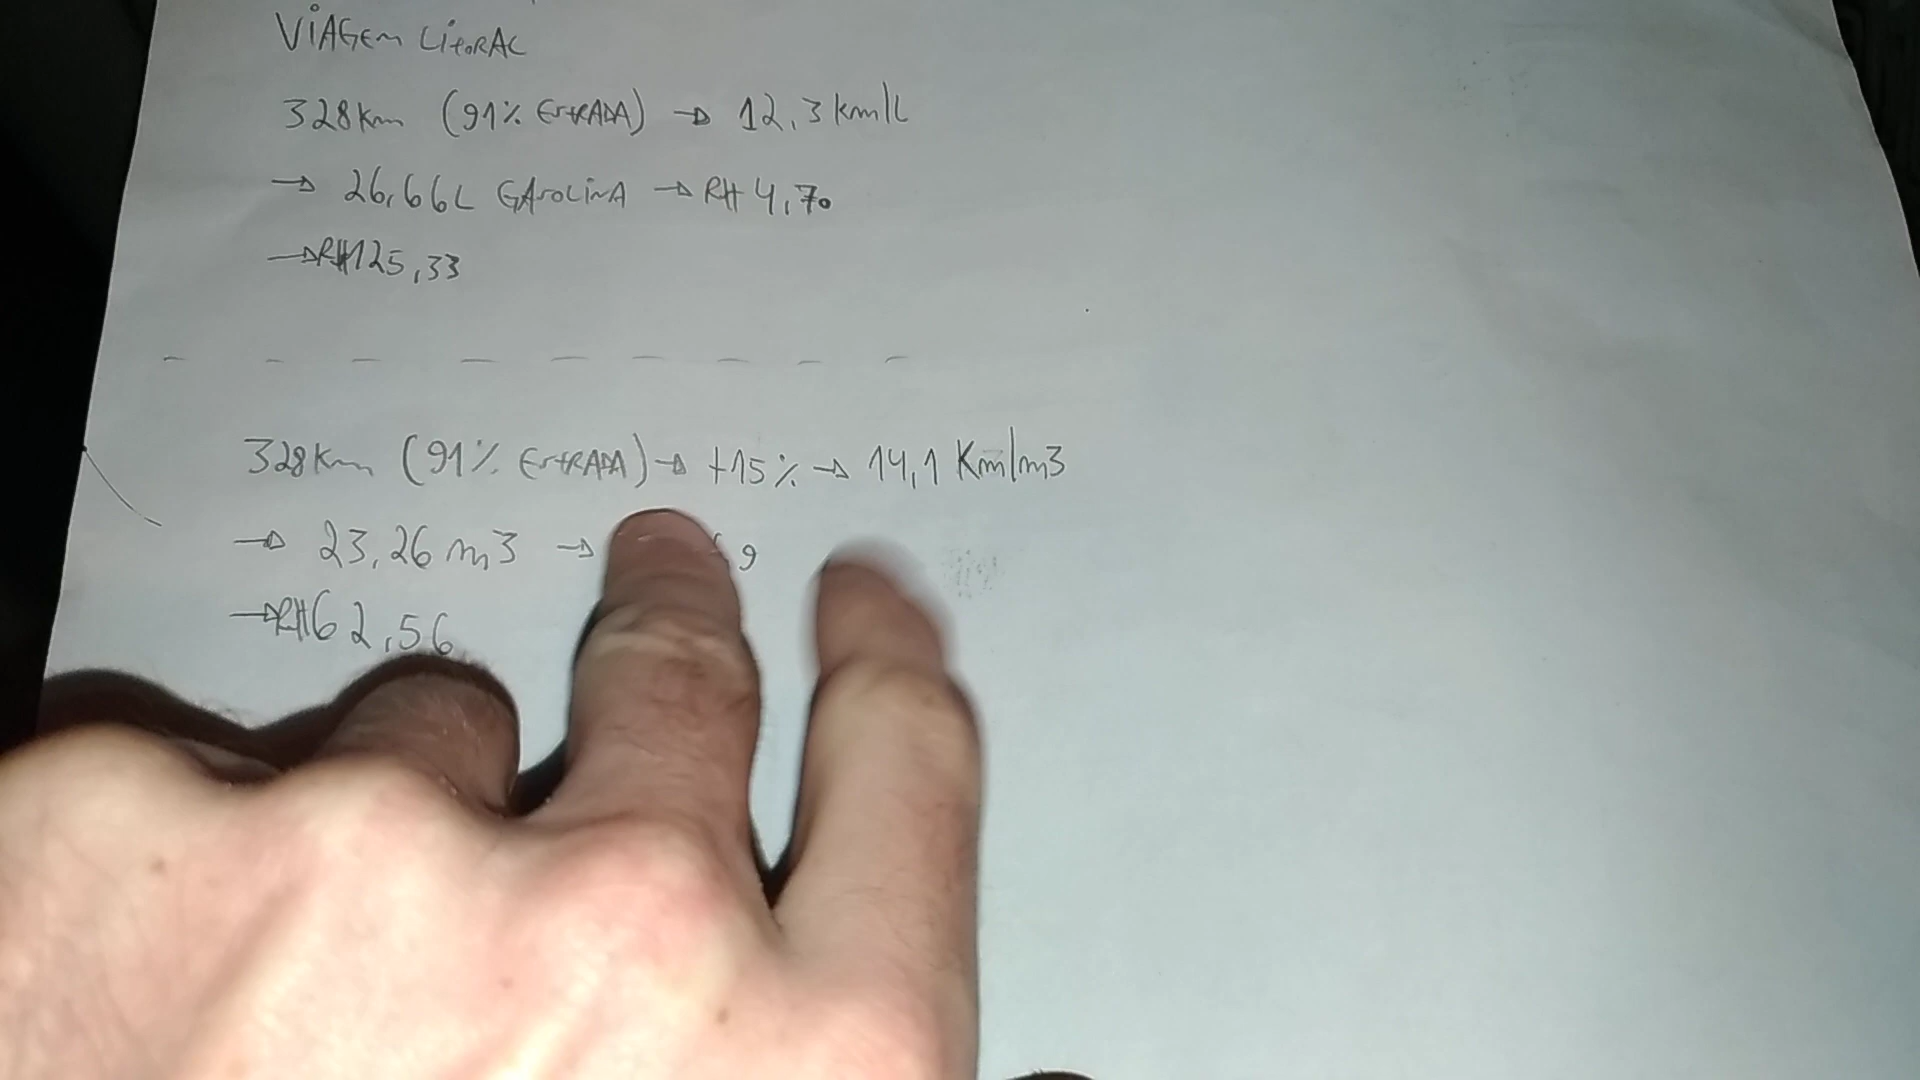 VIAGEM LITORAL
328Km (91% ESTRADA) → 12,3 km/L
→ 26,66L GASOLINA → R$ 4,70
→ R$125,33
328Km (91% ESTRADA) → +15% → 14,1 Km/m3
→ 23,26 m3 → ,9
→ R$62,56